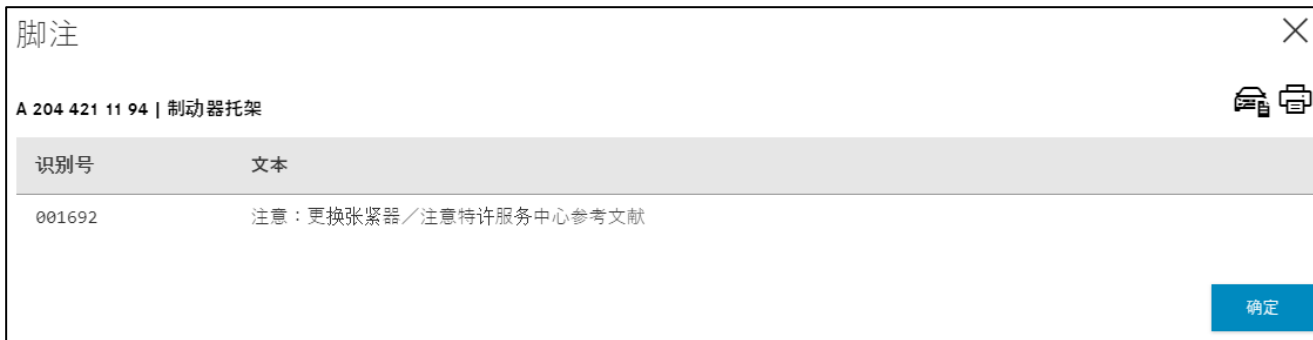 脚注
A 204 421 11 94 | 制动器托架
识别号 文本
001692 注意：更换张紧器／注意特许服务中心参考文献
确定